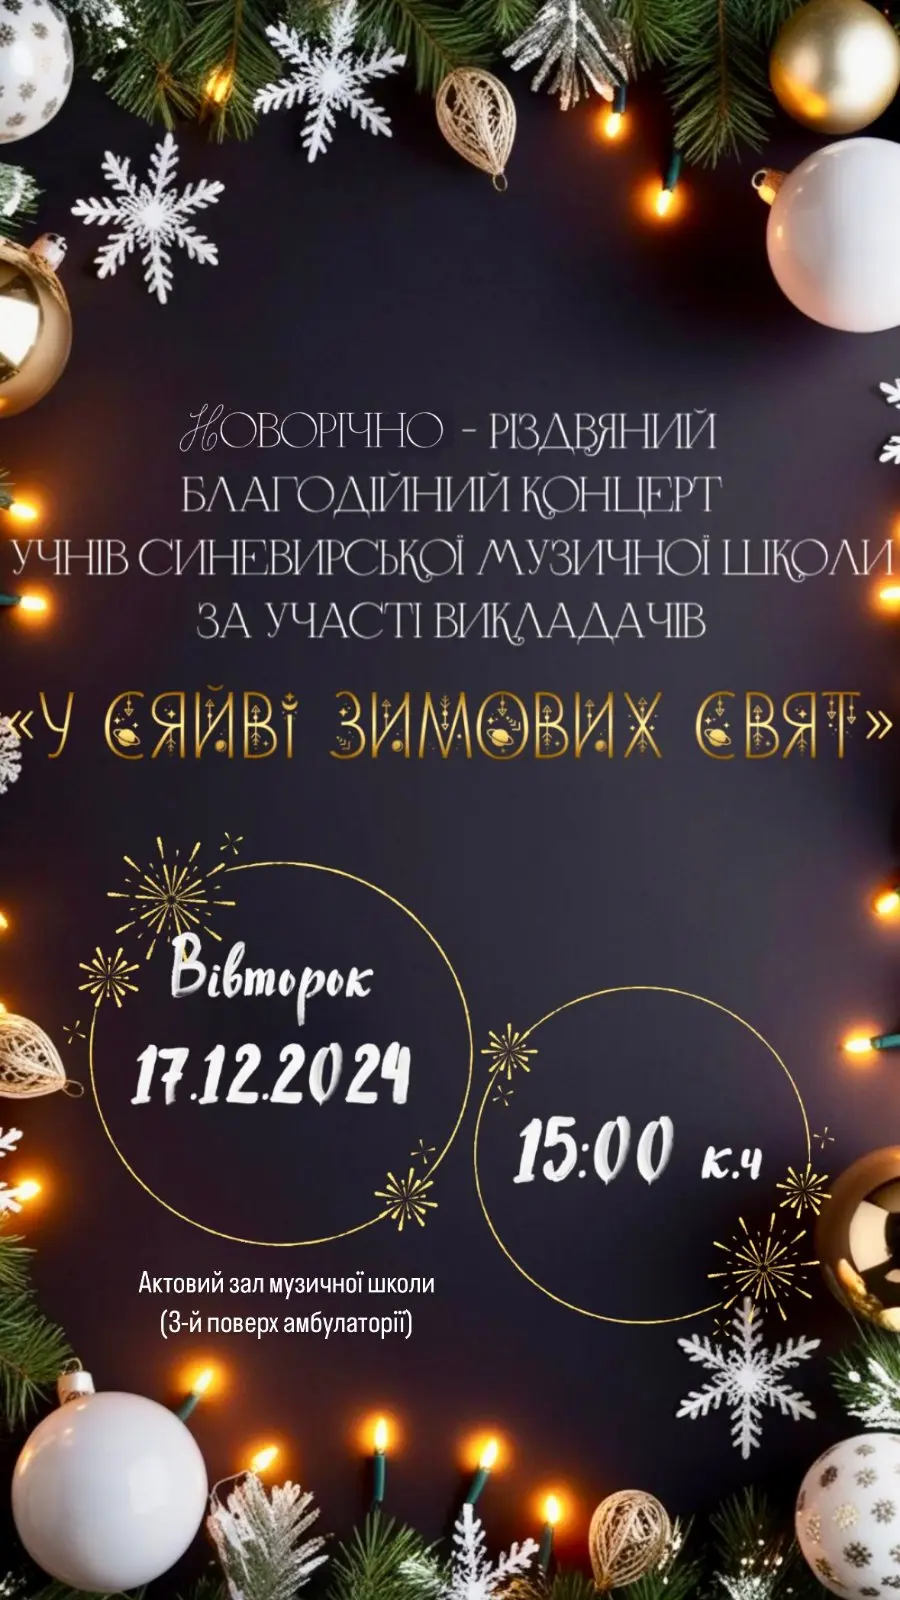 Новорічно - різдвяний
благодійний концерт
учнів Синевирської музичної школи
за участі викладачів
«У СЯЙВІ ЗИМОВИХ СВЯТ»
Вівторок
17.12.2024
15:00 к.ч
Актовий зал музичної школи
(3-й поверх амбулаторії)